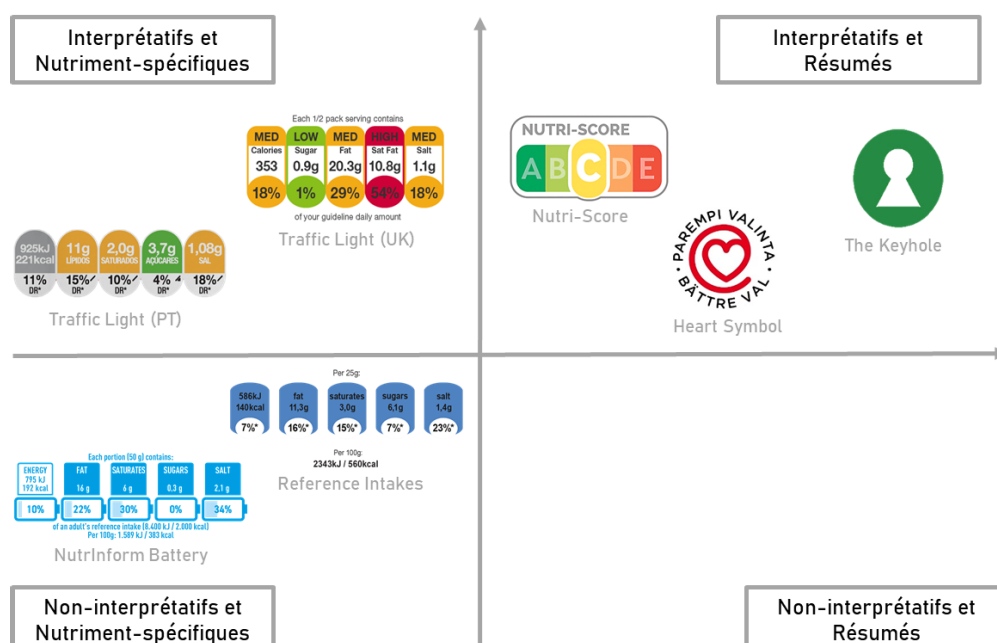 Interprétatifs et
Nutriment-spécifiques
Interprétatifs et
Résumés
Each 1/2 pack serving contains
MED LOW MED HIGH MED
Calories Sugar Fat Sat Fat Salt
353 0.9g 20.3g 10.8g 1.1g
18% 1% 29% 54% 18%
of your guideline daily amount
Traffic Light (UK)
NUTRI-SCORE
A B C D E
Nutri-Score
PAREMPI VALINTA
BÄTTRE VAL
Heart Symbol
The Keyhole
925kJ 11g 2,0g 3,7g 1,08g
221kcal LÍPIDOS SATURADOS AÇÚCARES SAL
11% 15% 10% 4% 18%
DR* DR* DR* DR* DR*
Traffic Light (PT)
Per 25g:
586kJ fat saturates sugars salt
140kcal 11,3g 3,0g 6,1g 1,4g
7%* 16%* 15%* 7%* 23%*
Per 100g:
2343kJ / 560kcal
Reference Intakes
Each portion (50 g) contains:
ENERGY FAT SATURATES SUGARS SALT
795 kJ
192 kcal 16 g 6 g 0.3 g 2.1 g
10% 22% 30% 0% 34%
of an adult's reference intake (8.400 kJ / 2.000 kcal)
Per 100g: 1.589 kJ / 383 kcal
NutrInform Battery
Non-interprétatifs et
Nutriment-spécifiques
Non-interprétatifs et
Résumés